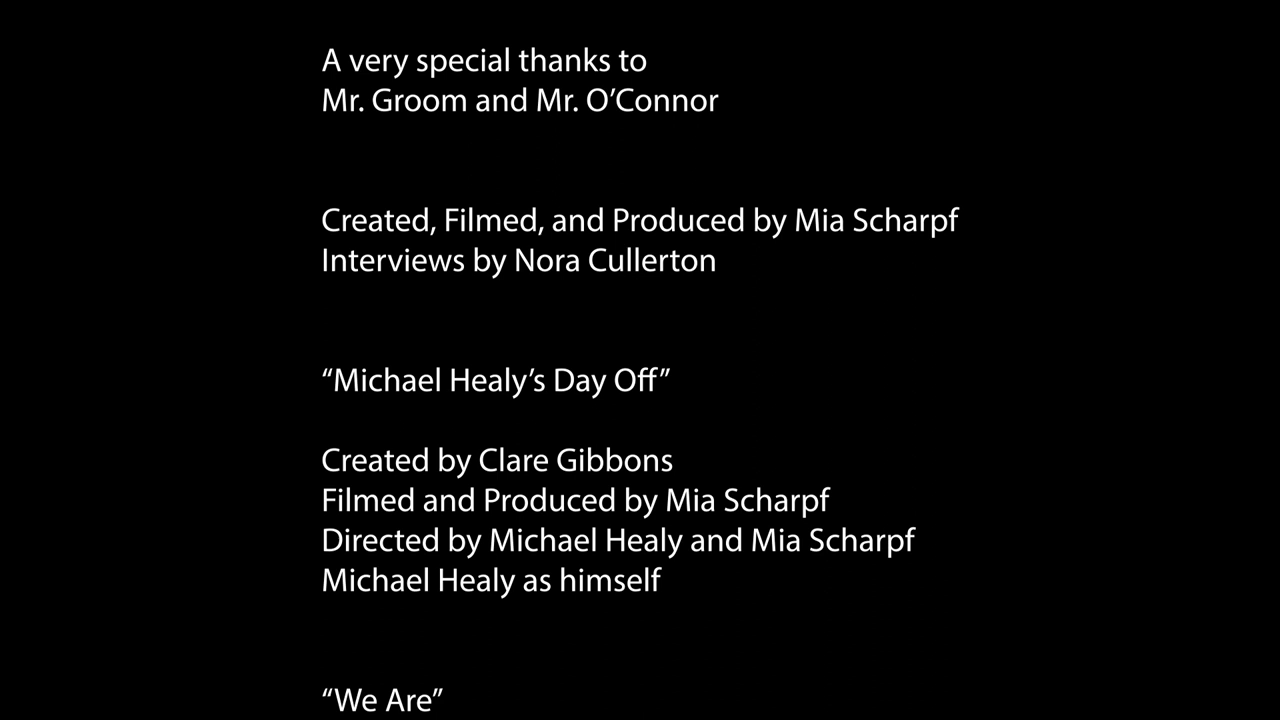 A very special thanks to
Mr. Groom and Mr. O’Connor
Created, Filmed, and Produced by Mia Scharpf
Interviews by Nora Cullerton
“Michael Healy’s Day Off”
Created by Clare Gibbons
Filmed and Produced by Mia Scharpf
Directed by Michael Healy and Mia Scharpf
Michael Healy as himself
“We Are”